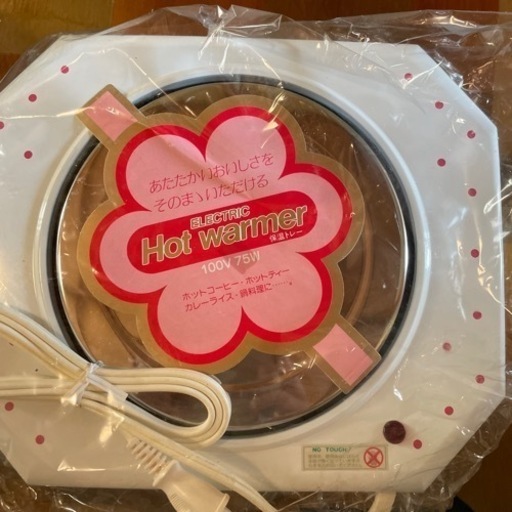 あたたかいおいしさを
そのまゝいただける
ELECTRIC
Hot warmer
保温トレー
100V 75W
ホットコーヒー・ホットティー
カレーライス・鍋料理に——。
NO TOUCH!